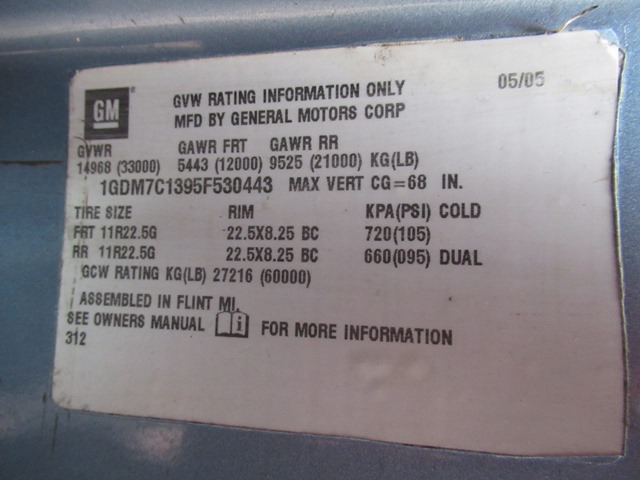 GVW RATING INFORMATION ONLY 05/05
GM MFD BY GENERAL MOTORS CORP
GVWR GAWR FRT GAWR RR
14968 (33000) 5443 (12000) 9525 (21000) KG(LB)
1GDM7C1395F530443 MAX VERT CG=68 IN.
TIRE SIZE RIM KPA(PSI) COLD
FRT 11R22.5G 22.5X8.25 BC 720(105)
RR 11R22.5G 22.5X8.25 BC 660(095) DUAL
GCW RATING KG(LB) 27216 (60000)
ASSEMBLED IN FLINT MI.
SEE OWNERS MANUAL i FOR MORE INFORMATION
312